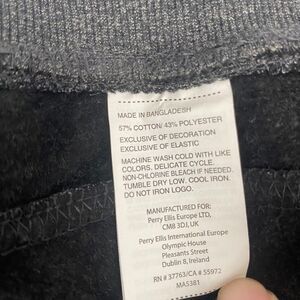 MADE IN BANGLADESH
57% COTTON/ 43% POLYESTER
EXCLUSIVE OF DECORATION
EXCLUSIVE OF ELASTIC
MACHINE WASH COLD WITH LIKE
COLORS. DELICATE CYCLE.
NON-CHLORINE BLEACH IF NEEDED.
TUMBLE DRY LOW. COOL IRON.
DO NOT IRON LOGO.
MANUFACTURED FOR:
Perry Ellis Europe LTD,
CM8 3DJ, UK
Perry Ellis International Europe
Olympic House
Pleasants Street
Dublin 8, Ireland
RN # 37763/CA # 55972
MA5381